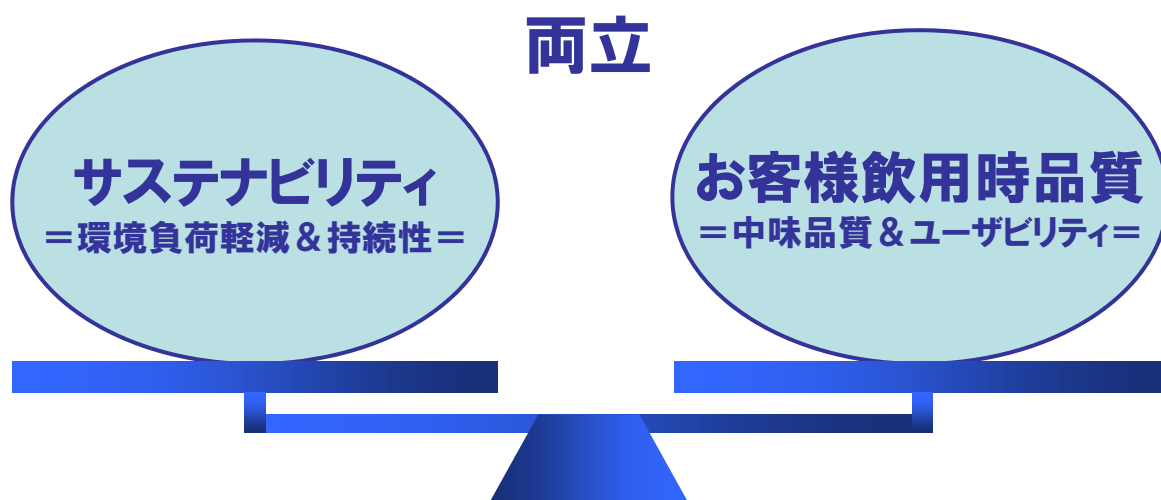 両立
サステナビリティ
＝環境負荷軽減＆持続性＝
お客様飲用時品質
＝中味品質＆ユーザビリティ＝